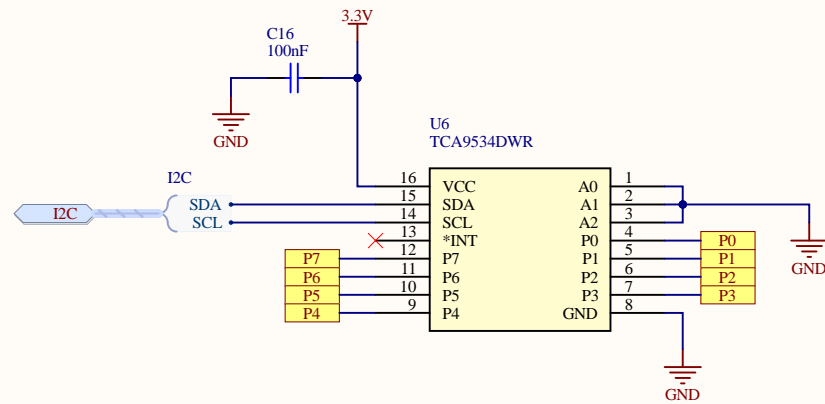 3.3V
C16
100nF
GND
U6
TCA9534DWR
I2C
I2C
SDA
SCL
16 VCC A0 1
15 SDA A1 2
14 SCL A2 3
13 *INT P0 4 P0
P7 12 P7 P1 5 P1
P6 11 P6 P2 6 P2
P5 10 P5 P3 7 P3
P4 9 P4 GND 8
GND
GND